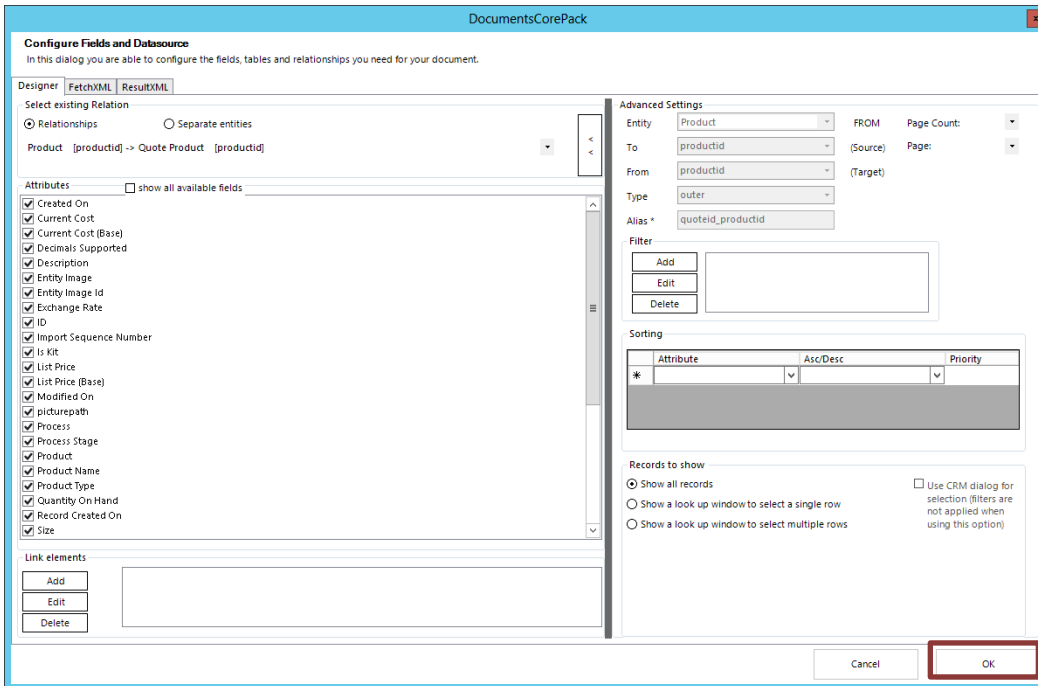 DocumentsCorePack
x
Configure Fields and Datasource
In this dialog you are able to configure the fields, tables and relationships you need for your document.
Designer FetchXML ResultXML
Select existing Relation
Relationships Separate entities
Product [productid] -> Quote Product [productid]
<
<
Attributes show all available fields
Created On
Current Cost
Current Cost (Base)
Decimals Supported
Description
Entity Image
Entity Image Id
Exchange Rate
ID
Import Sequence Number
Is Kit
List Price
List Price (Base)
Modified On
picturepath
Process
Process Stage
Product
Product Name
Product Type
Quantity On Hand
Record Created On
Size
Link elements
Add
Edit
Delete
Advanced Settings
Entity Product FROM Page Count:
To productid (Source) Page:
From productid (Target)
Type outer
Alias * quoteid_productid
Filter
Add
Edit
Delete
Sorting
Attribute Asc/Desc Priority
*
Records to show
Show all records
Show a look up window to select a single row
Show a look up window to select multiple rows
Use CRM dialog for
selection (filters are
not applied when
using this option)
Cancel OK